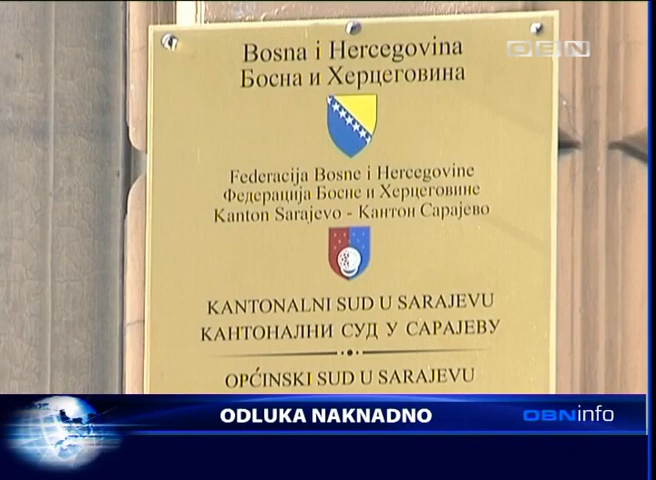 OBN
Bosna i Hercegovina
Босна и Херцеговина
Federacija Bosne i Hercegovine
Федерација Босне и Херцеговине
Kanton Sarajevo - Кантон Сарајево
KANTONALNI SUD U SARAJEVU
КАНТОНАЛНИ СУД У САРАЈЕВУ
OPĆINSKI SUD U SARAJEVU
ODLUKA NAKNADNO
OBNinfo